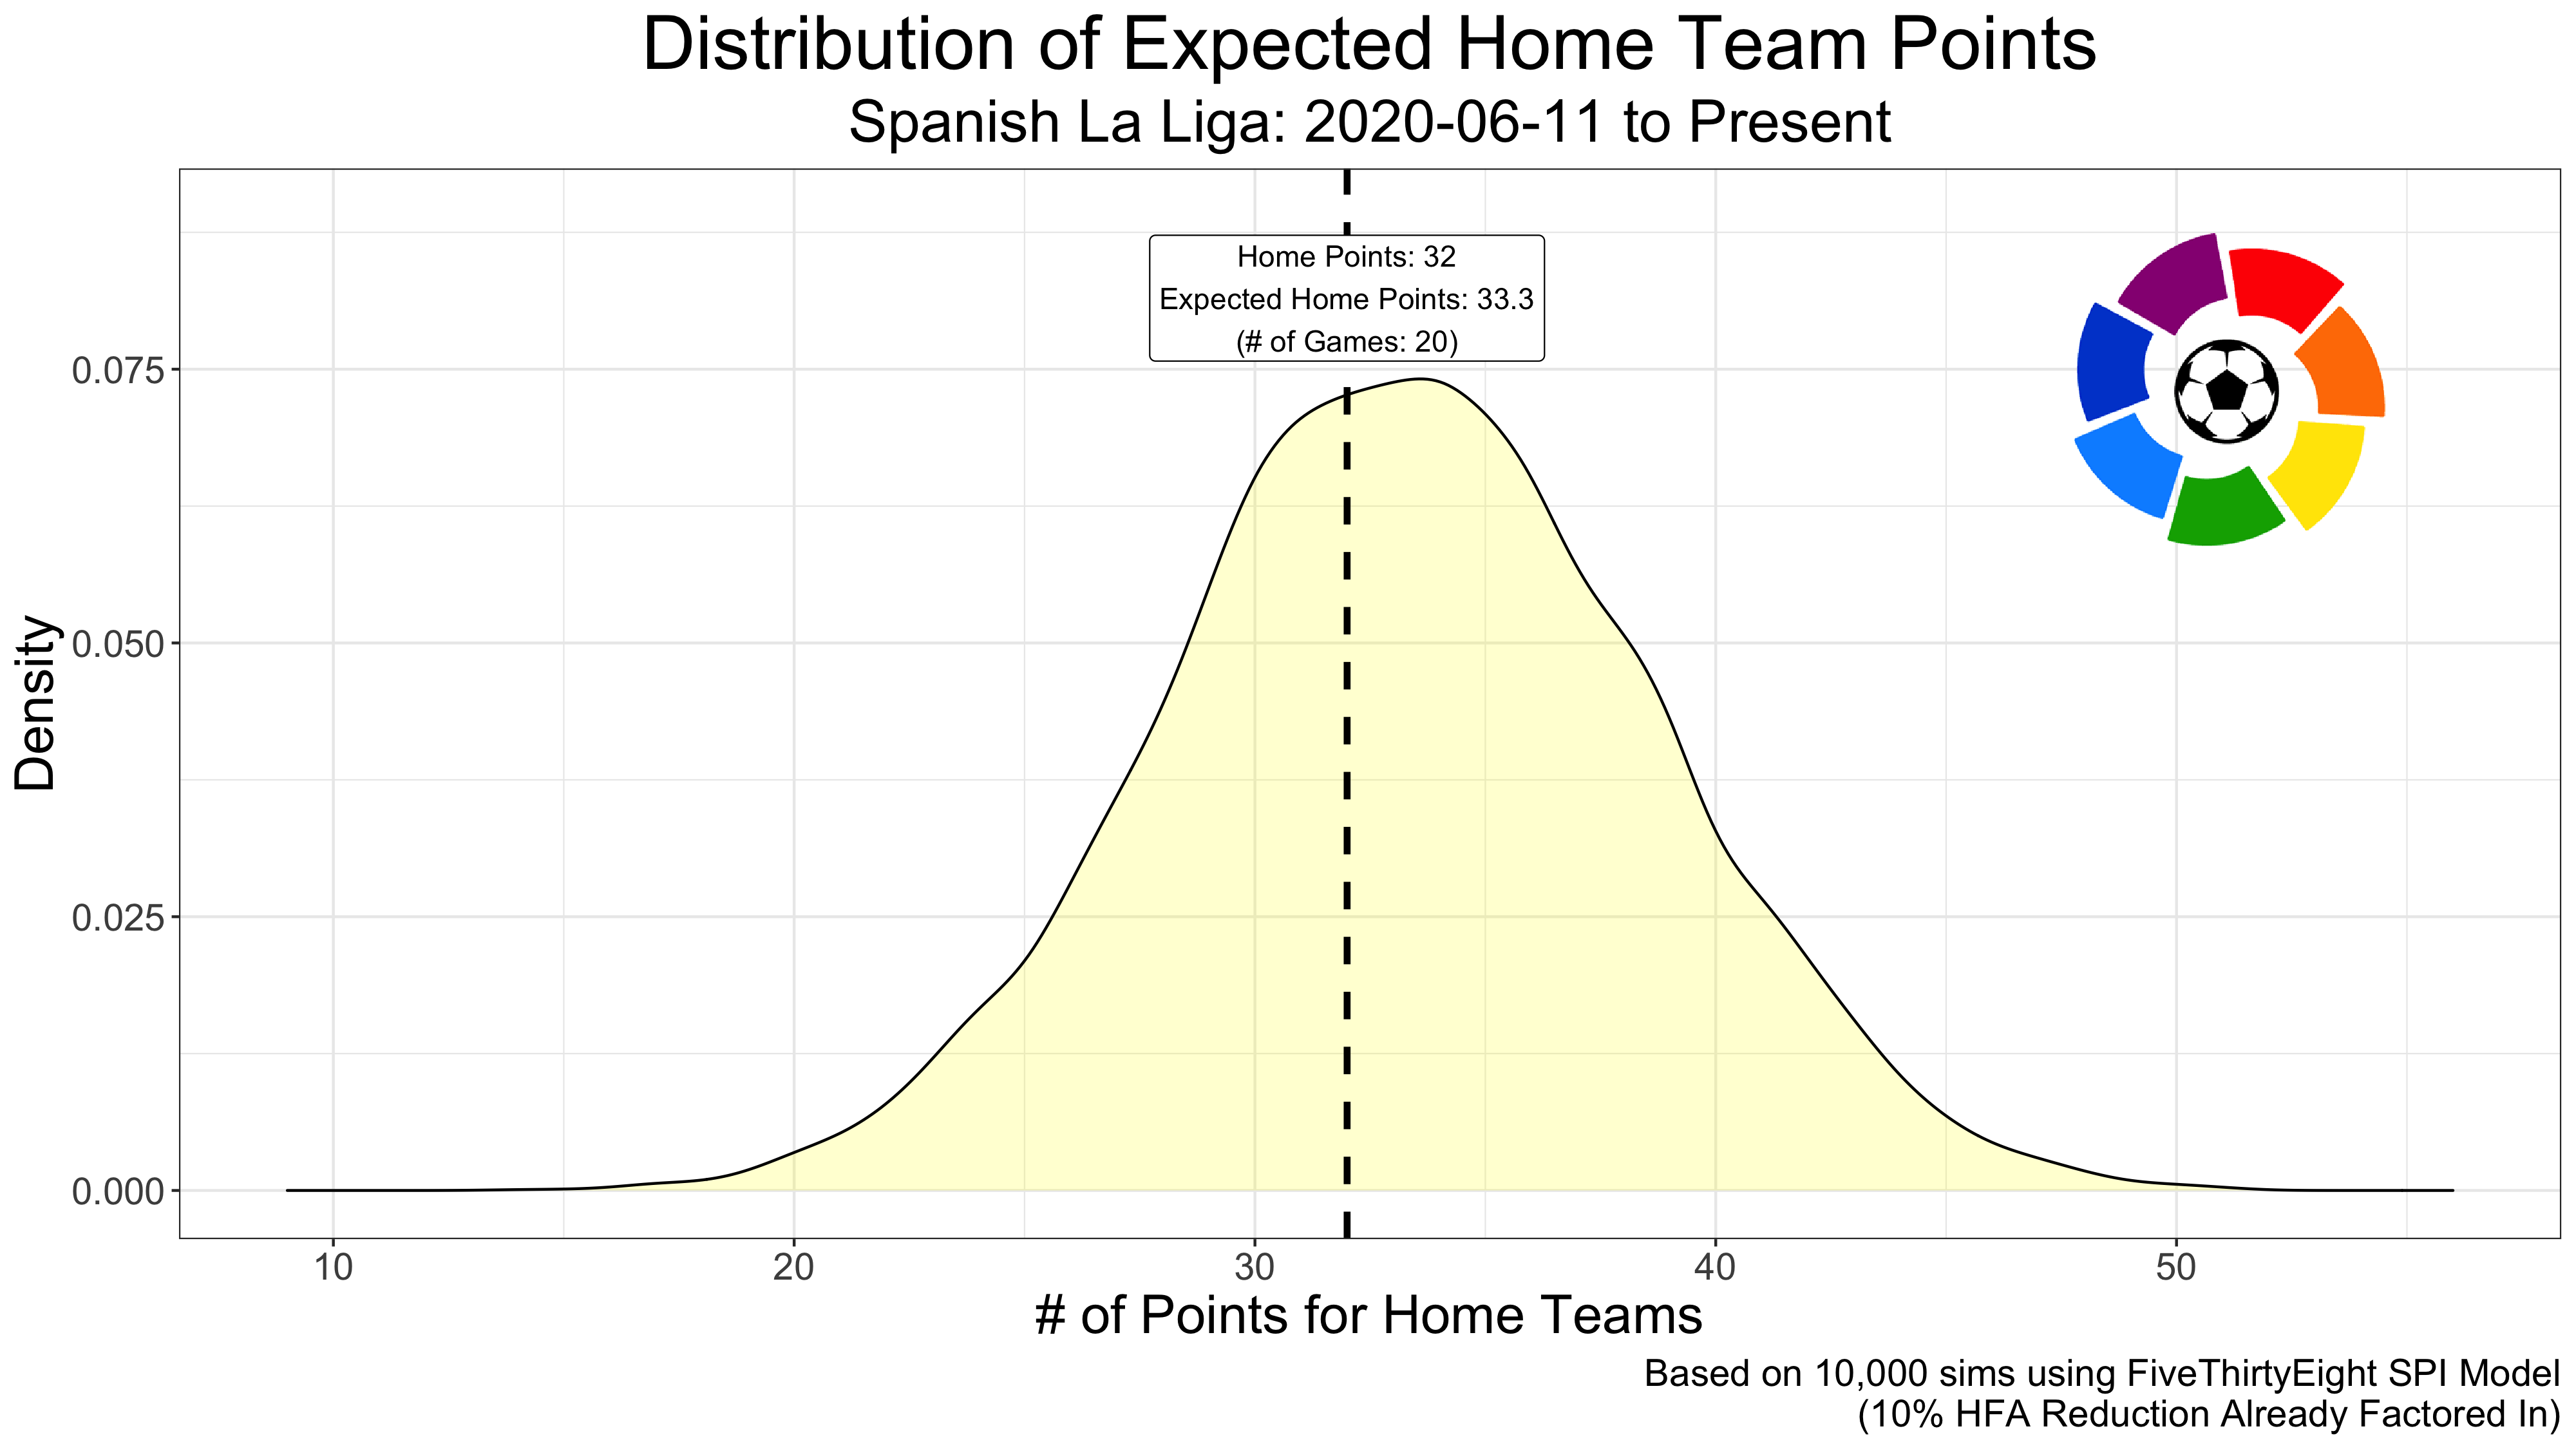 Distribution of Expected Home Team Points
Spanish La Liga: 2020-06-11 to Present
Home Points: 32
Expected Home Points: 33.3
(# of Games: 20)
0.075
0.050
0.025
0.000
Density
10 20 30 40 50
# of Points for Home Teams
Based on 10,000 sims using FiveThirtyEight SPI Model
(10% HFA Reduction Already Factored In)